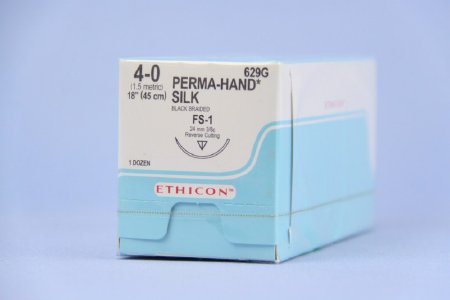 4-0
(1.5 metric)
18" (45 cm)
629G
PERMA-HAND*
SILK
BLACK BRAIDED
FS-1
24 mm 3/8c
Reverse Cutting
1 DOZEN
ETHICON™